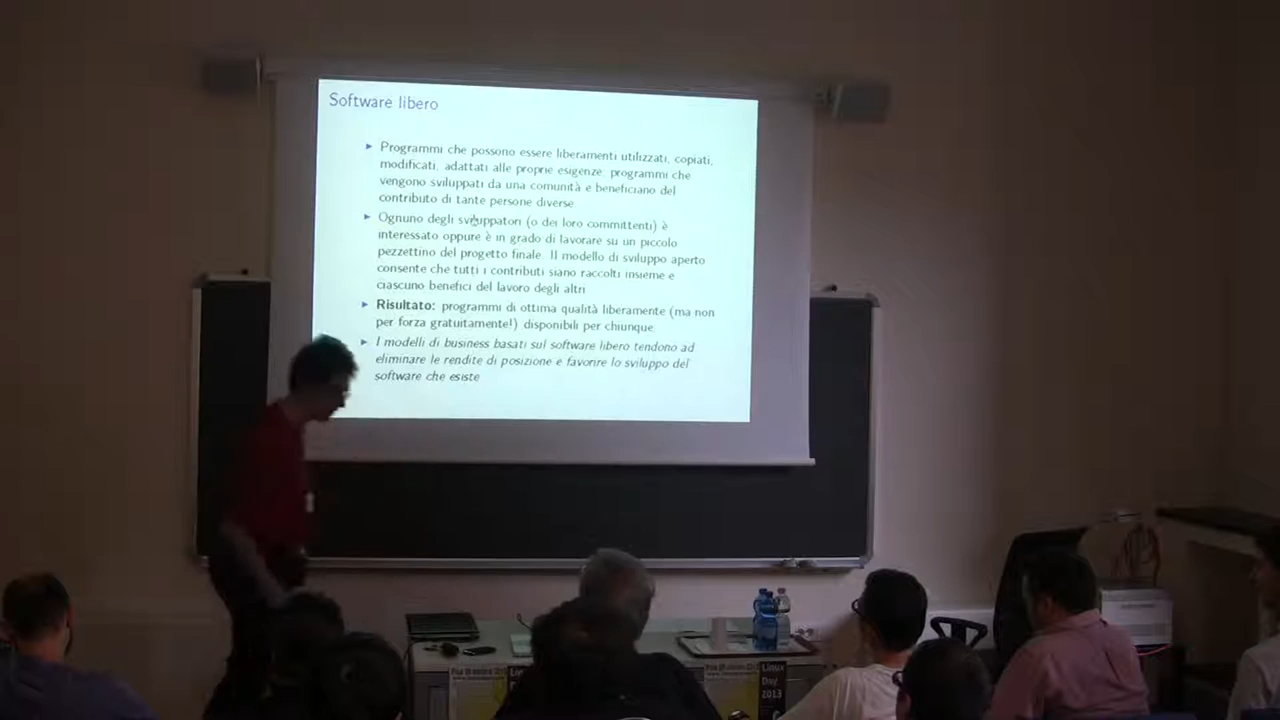 Software libero
▶ Programmi che possono essere liberamenti utilizzati, copiati,
modificati, adattati alle proprie esigenze; programmi che
vengono sviluppati da una comunità e beneficiano del
contributo di tante persone diverse
▶ Ognuno degli sviluppatori (o dei loro committenti) è
interessato oppure è in grado di lavorare su un piccolo
pezzettino del progetto finale. Il modello di sviluppo aperto
consente che tutti i contributi siano raccolti insieme e
ciascuno benefici del lavoro degli altri
▶ Risultato: programmi di ottima qualità liberamente (ma non
per forza gratuitamente!) disponibili per chiunque
▶ I modelli di business basati sul software libero tendono ad
eliminare le rendite di posizione e favorire lo sviluppo del
software che esiste
Linux
Day
2013